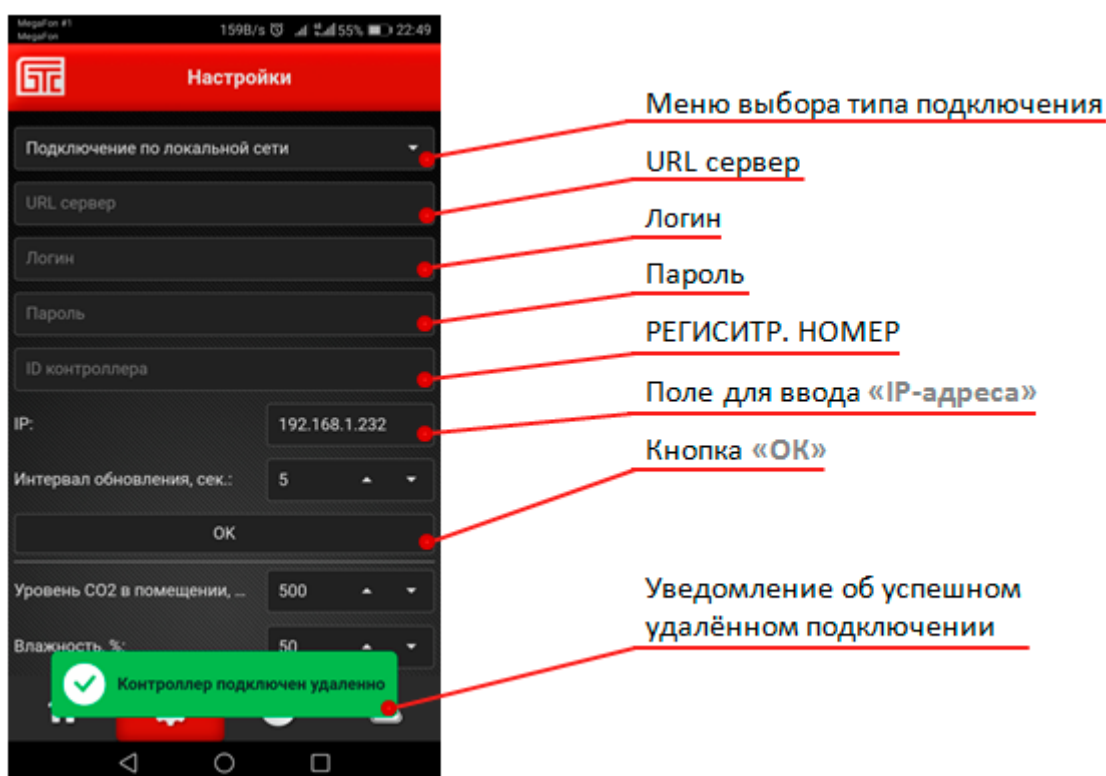 MegaFon #1
MegaFon
159B/s
55%
22:49
БТС
Настройки
Меню выбора типа подключения
Подключение по локальной сети
URL сервер
URL сервер
Логин
Логин
Пароль
Пароль
РЕГИСИТР. НОМЕР
ID контроллера
Поле для ввода «IP-адреса»
IP:
192.168.1.232
Кнопка «ОК»
Интервал обновления, сек.:
5
OK
Уровень СО2 в помещении, ...
500
Уведомление об успешном
удалённом подключении
Влажность, %:
50
Контроллер подключен удаленно